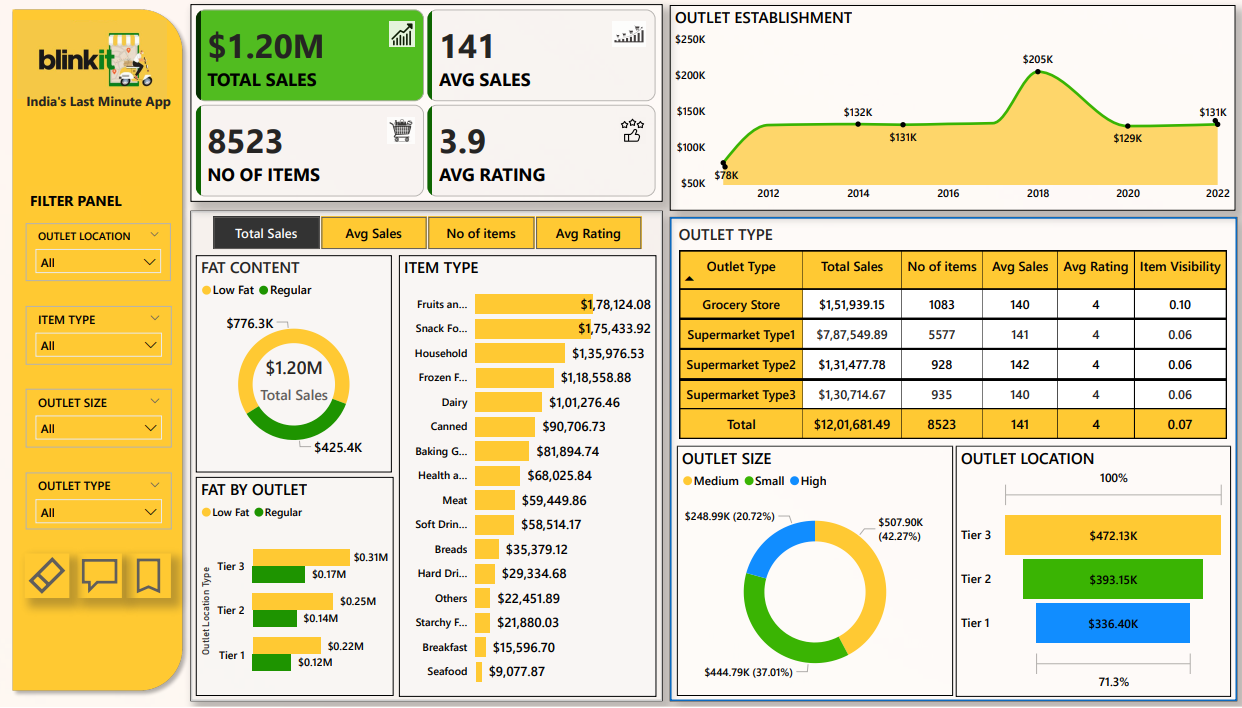 blinkit
India's Last Minute App
FILTER PANEL
OUTLET LOCATION
All
ITEM TYPE
All
OUTLET SIZE
All
OUTLET TYPE
All
$1.20M
TOTAL SALES
141
AVG SALES
8523
NO OF ITEMS
3.9
AVG RATING
OUTLET ESTABLISHMENT
$250K
$200K
$150K
$100K
$50K
$78K
$132K
$131K
$205K
$129K
$131K
2012 2014 2016 2018 2020 2022
Total Sales Avg Sales No of items Avg Rating
FAT CONTENT
Low Fat Regular
$776.3K
$1.20M
Total Sales
$425.4K
FAT BY OUTLET
Low Fat Regular
Outlet Location Type
Tier 3 $0.31M
$0.17M
Tier 2 $0.25M
$0.14M
Tier 1 $0.22M
$0.12M
ITEM TYPE
Fruits an... $1,78,124.08
Snack Fo... $1,75,433.92
Household $1,35,976.53
Frozen F... $1,18,558.88
Dairy $1,01,276.46
Canned $90,706.73
Baking G... $81,894.74
Health a... $68,025.84
Meat $59,449.86
Soft Drin... $58,514.17
Breads $35,379.12
Hard Dri... $29,334.68
Others $22,451.89
Starchy F... $21,880.03
Breakfast $15,596.70
Seafood $9,077.87
OUTLET TYPE
Outlet Type Total Sales No of items Avg Sales Avg Rating Item Visibility
Grocery Store $1,51,939.15 1083 140 4 0.10
Supermarket Type1 $7,87,549.89 5577 141 4 0.06
Supermarket Type2 $1,31,477.78 928 142 4 0.06
Supermarket Type3 $1,30,714.67 935 140 4 0.06
Total $12,01,681.49 8523 141 4 0.07
OUTLET SIZE
Medium Small High
$248.99K (20.72%)
$507.90K
(42.27%)
$444.79K (37.01%)
OUTLET LOCATION
100%
Tier 3 $472.13K
Tier 2 $393.15K
Tier 1 $336.40K
71.3%